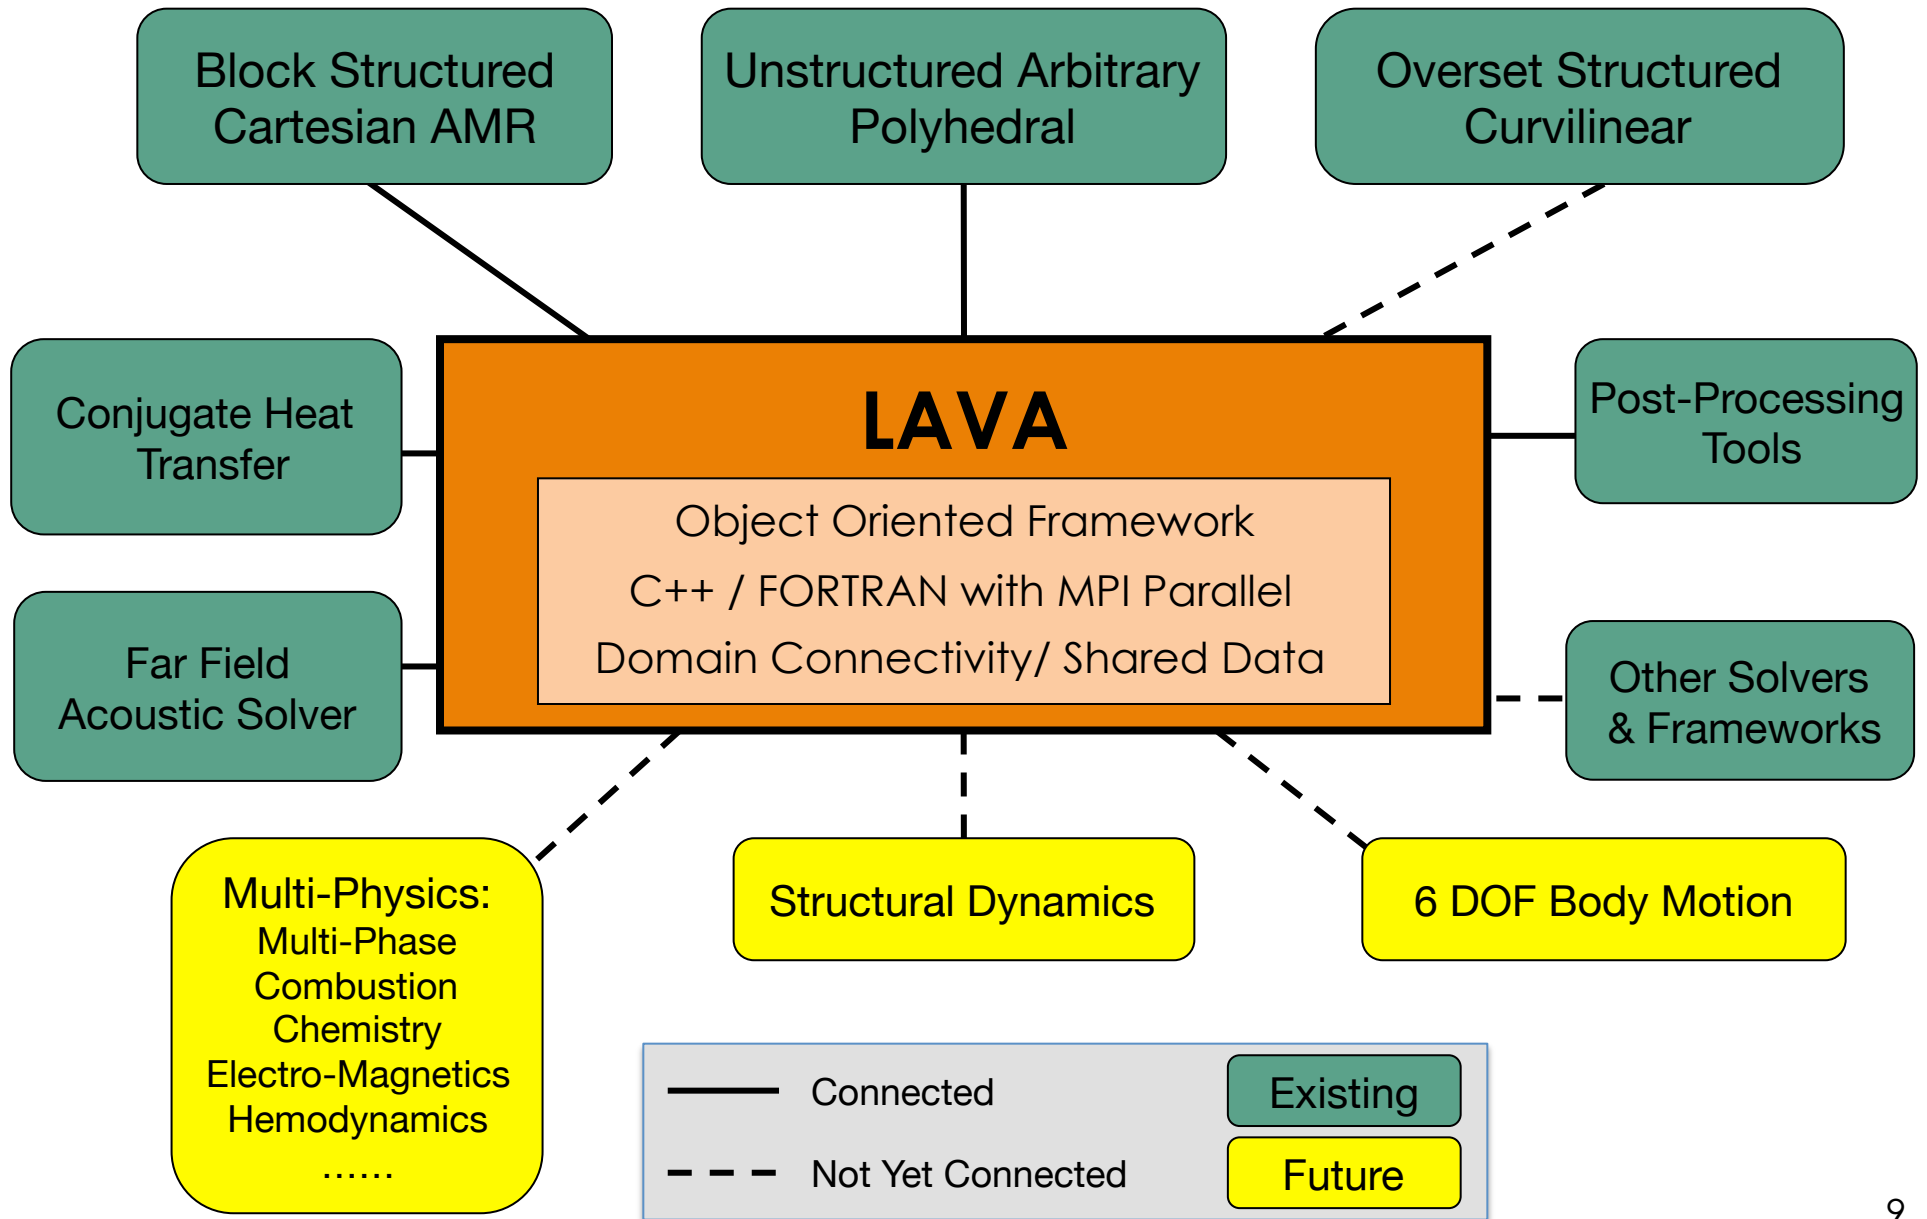 Block Structured
Cartesian AMR
Unstructured Arbitrary
Polyhedral
Overset Structured
Curvilinear
Conjugate Heat
Transfer
LAVA
Object Oriented Framework
C++ / FORTRAN with MPI Parallel
Domain Connectivity/ Shared Data
Post-Processing
Tools
Far Field
Acoustic Solver
Other Solvers
& Frameworks
Multi-Physics:
Multi-Phase
Combustion
Chemistry
Electro-Magnetics
Hemodynamics
......
Structural Dynamics
6 DOF Body Motion
Connected
Existing
Not Yet Connected
Future
9